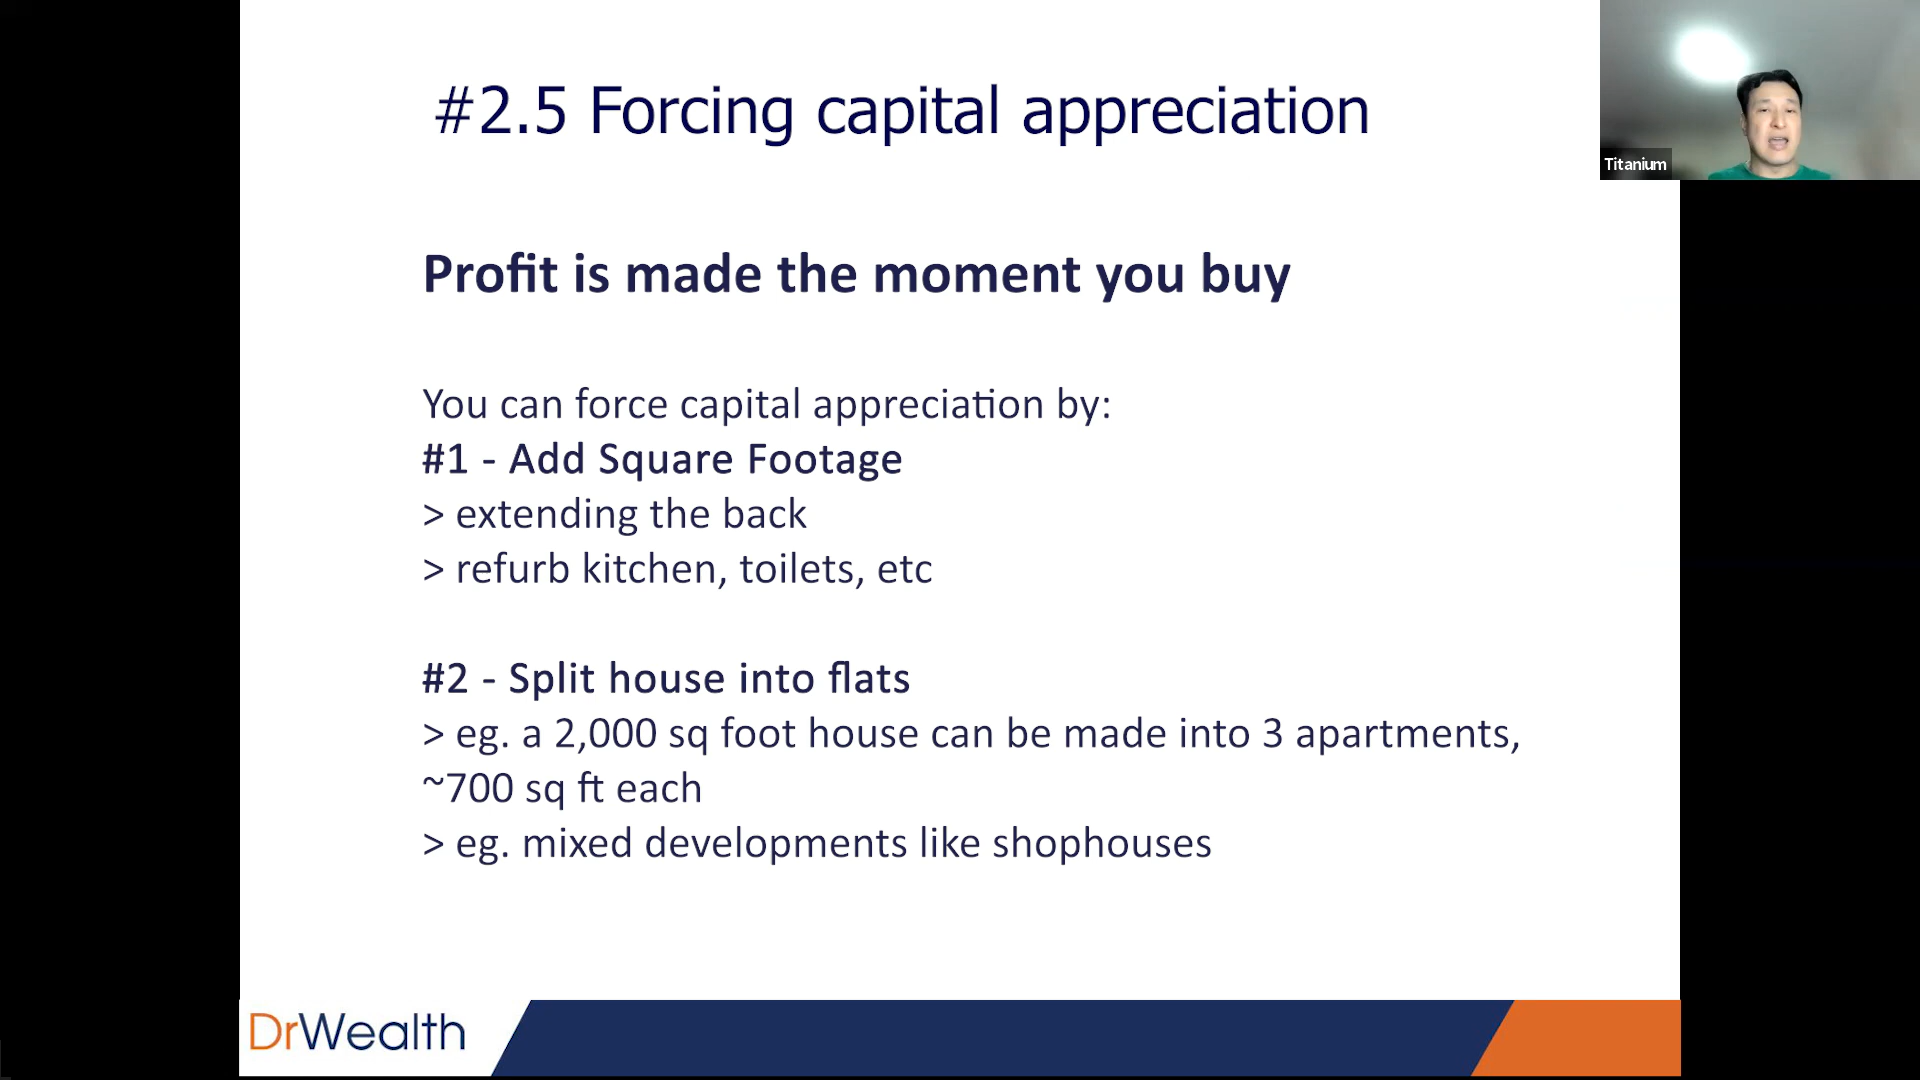 #2.5 Forcing capital appreciation
Titanium
Profit is made the moment you buy
You can force capital appreciation by:
#1 - Add Square Footage
> extending the back
> refurb kitchen, toilets, etc
#2 - Split house into flats
> eg. a 2,000 sq foot house can be made into 3 apartments,
~700 sq ft each
> eg. mixed developments like shophouses
DrWealth